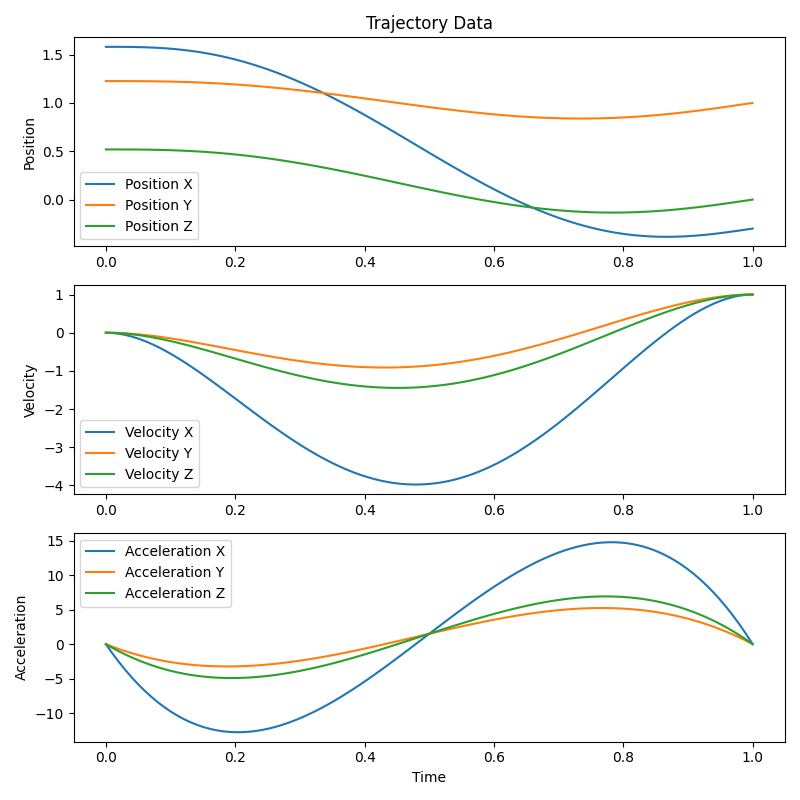 Trajectory Data
Position
1.5
1.0
0.5
0.0
Position X
Position Y
Position Z
0.0 0.2 0.4 0.6 0.8 1.0
Velocity
1
0
−1
−2
−3
−4
Velocity X
Velocity Y
Velocity Z
0.0 0.2 0.4 0.6 0.8 1.0
Acceleration
15
10
5
0
−5
−10
Acceleration X
Acceleration Y
Acceleration Z
0.0 0.2 0.4 0.6 0.8 1.0
Time